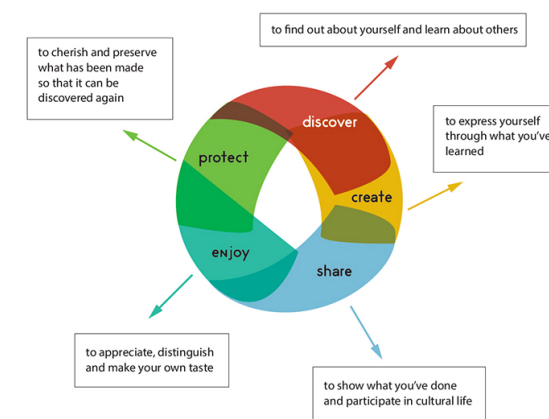 to find out about yourself and learn about others
to cherish and preserve
what has been made
so that it can be
discovered again
discover
to express yourself
through what you've
learned
protect
create
enjoy
share
to appreciate, distinguish
and make your own taste
to show what you've done
and participate in cultural life